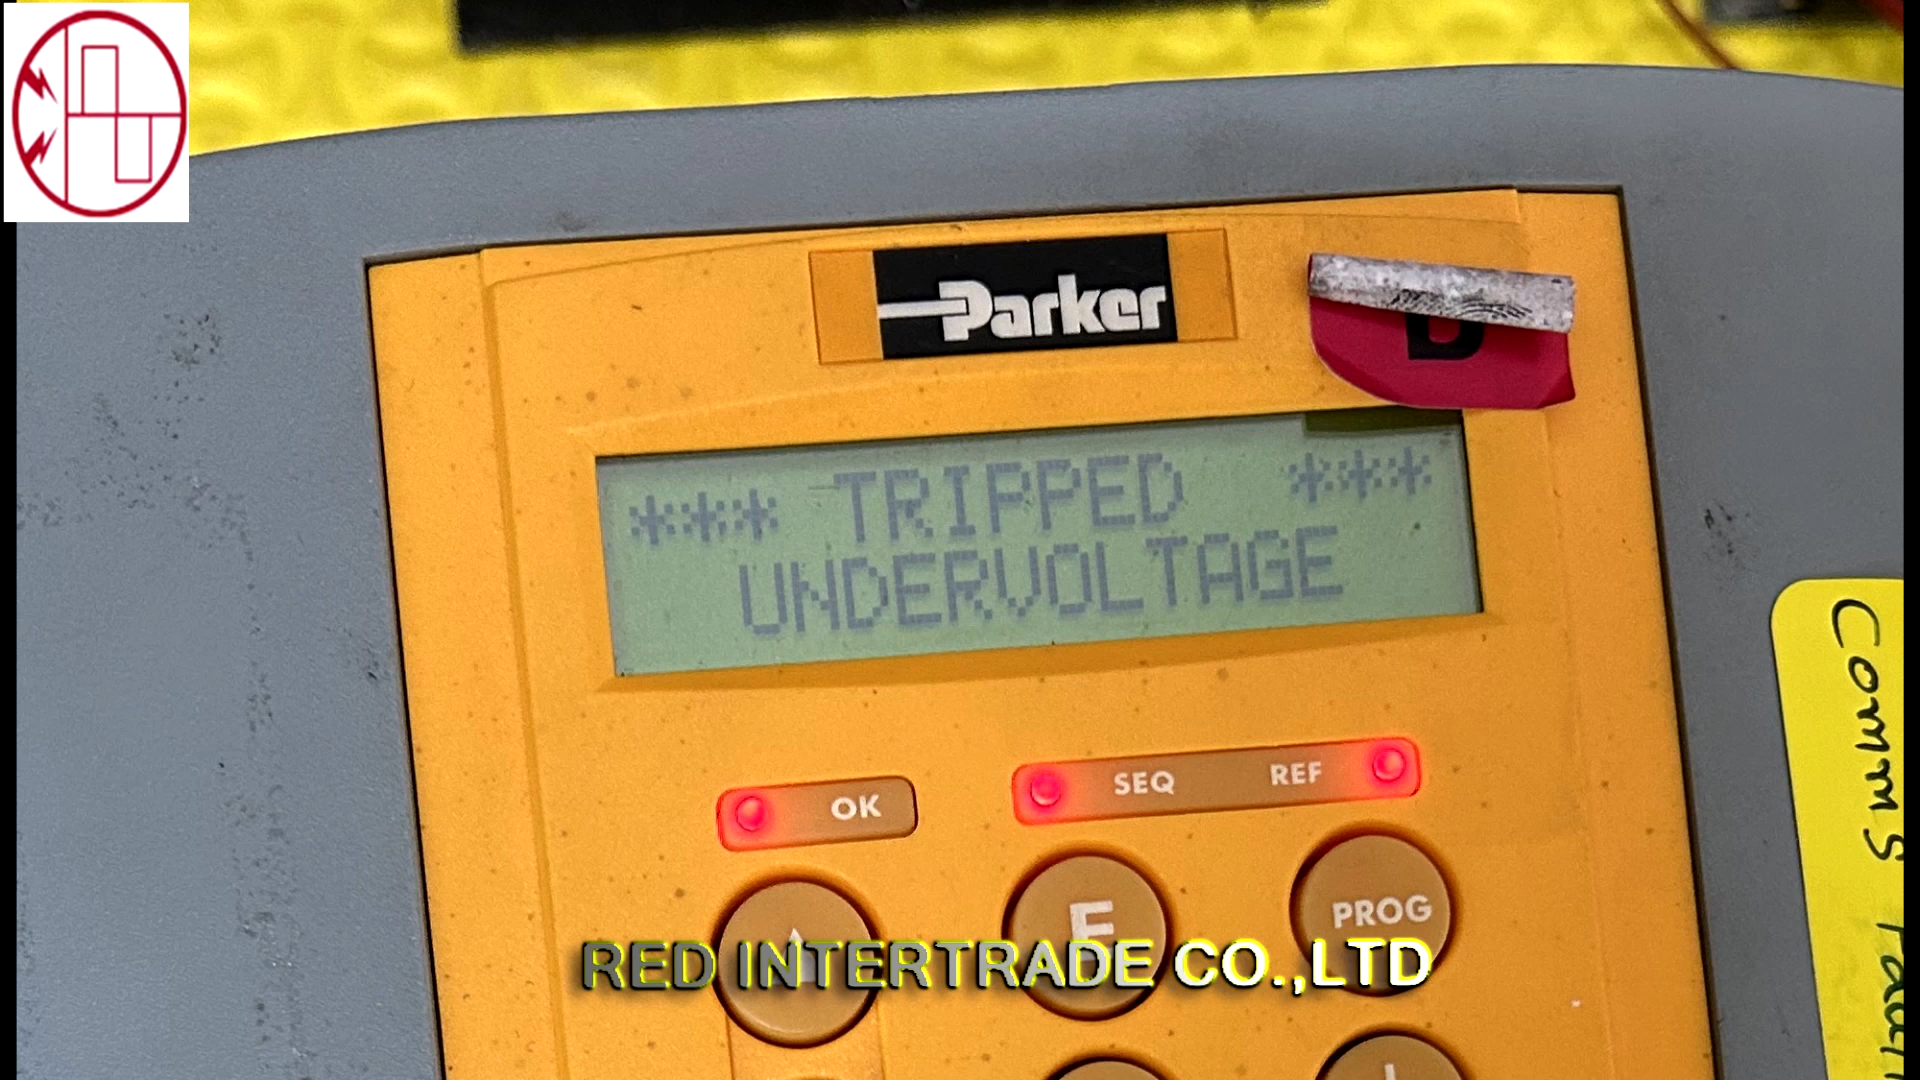 Parker
*** TRIPPED ***
UNDERVOLTAGE
OK
SEQ REF
E
PROG
RED INTERTRADE CO.,LTD
Comms